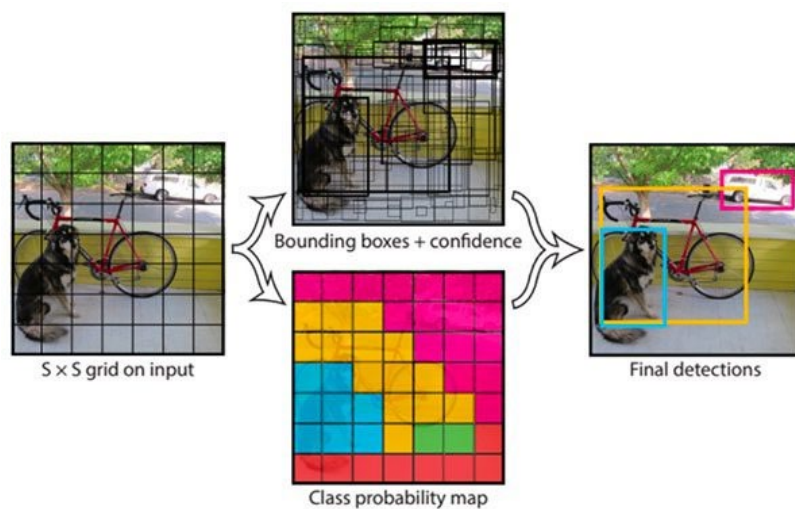 Bounding boxes + confidence
S × S grid on input
Final detections
Class probability map